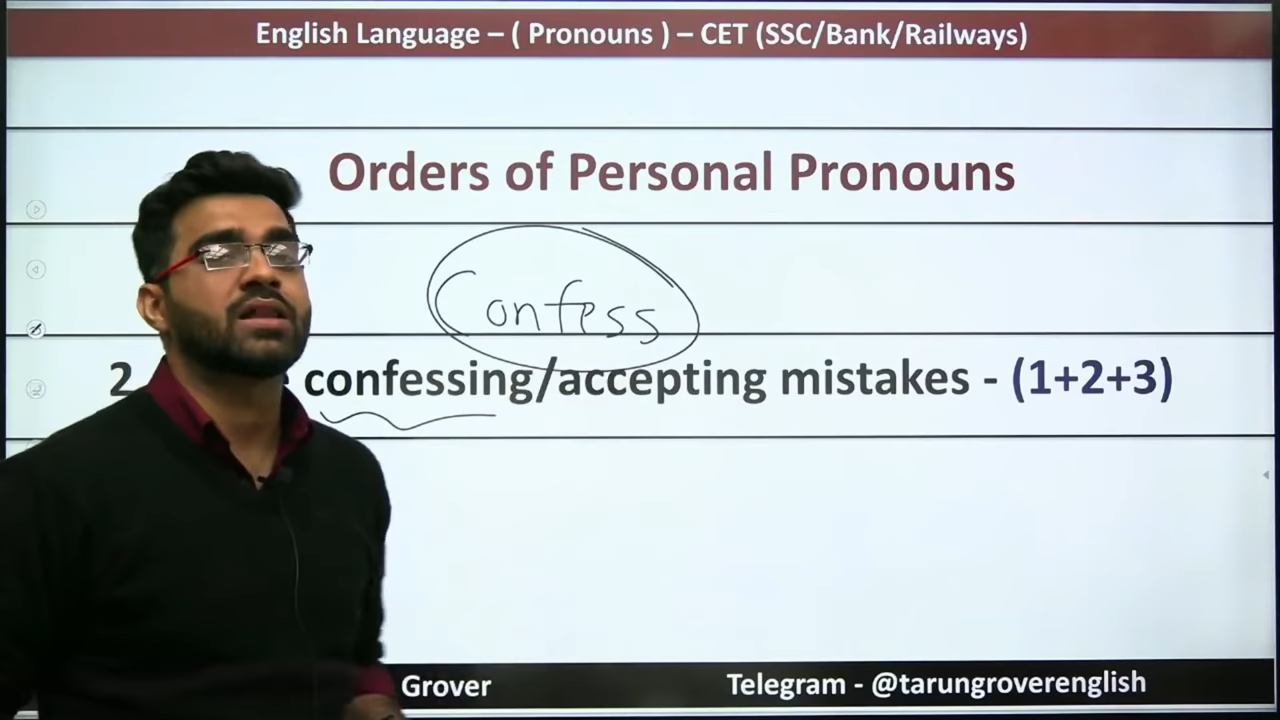 English Language – ( Pronouns ) – CET (SSC/Bank/Railways)
Orders of Personal Pronouns
Confess
2 confessing/accepting mistakes - (1+2+3)
Grover
Telegram - @tarungroverenglish